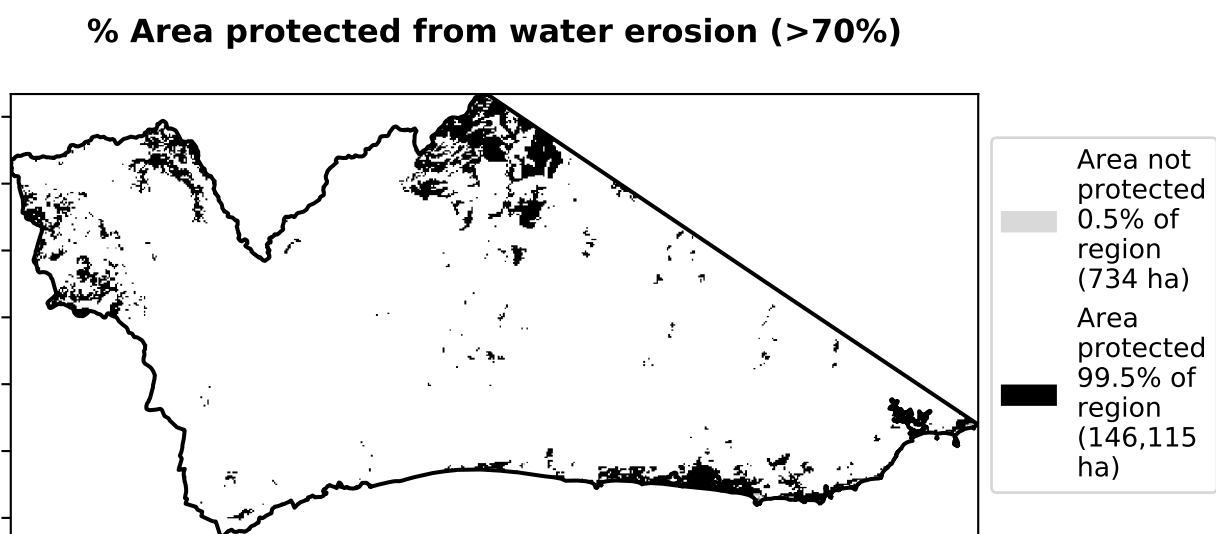 % Area protected from water erosion (>70%)
Area not
protected
0.5% of
region
(734 ha)
Area
protected
99.5% of
region
(146,115
ha)